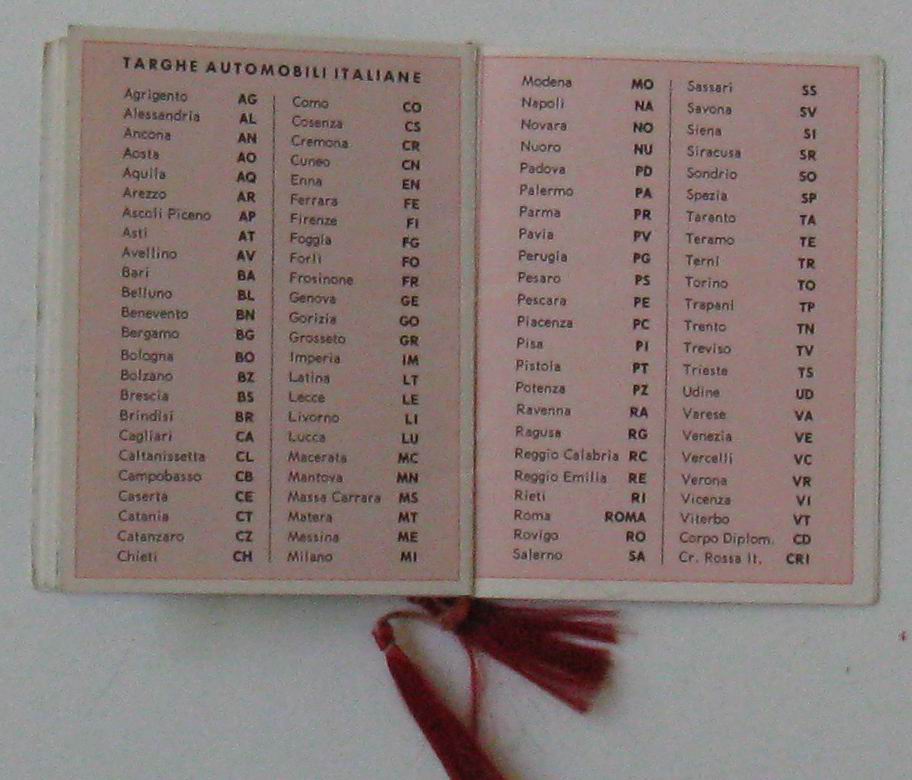 TARGHE AUTOMOBILI ITALIANE
Agrigento AG
Alessandria AL
Ancona AN
Aosta AO
Aquila AQ
Arezzo AR
Ascoli Piceno AP
Asti AT
Avellino AV
Bari BA
Belluno BL
Benevento BN
Bergamo BG
Bologna BO
Bolzano BZ
Brescia BS
Brindisi BR
Cagliari CA
Caltanissetta CL
Campobasso CB
Caserta CE
Catania CT
Catanzaro CZ
Chieti CH
Como CO
Cosenza CS
Cremona CR
Cuneo CN
Enna EN
Ferrara FE
Firenze FI
Foggia FG
Forlì FO
Frosinone FR
Genova GE
Gorizia GO
Grosseto GR
Imperia IM
Latina LT
Lecce LE
Livorno LI
Lucca LU
Macerata MC
Mantova MN
Massa Carrara MS
Matera MT
Messina ME
Milano MI
Modena MO
Napoli NA
Novara NO
Nuoro NU
Padova PD
Palermo PA
Parma PR
Pavia PV
Perugia PG
Pesaro PS
Pescara PE
Piacenza PC
Pisa PI
Pistoia PT
Potenza PZ
Ravenna RA
Ragusa RG
Reggio Calabria RC
Reggio Emilia RE
Rieti RI
Roma ROMA
Rovigo RO
Salerno SA
Sassari SS
Savona SV
Siena SI
Siracusa SR
Sondrio SO
Spezia SP
Taranto TA
Teramo TE
Terni TR
Torino TO
Trapani TP
Trento TN
Treviso TV
Trieste TS
Udine UD
Varese VA
Venezia VE
Vercelli VC
Verona VR
Vicenza VI
Viterbo VT
Corpo Diplom. CD
Cr. Rossa It. CRI